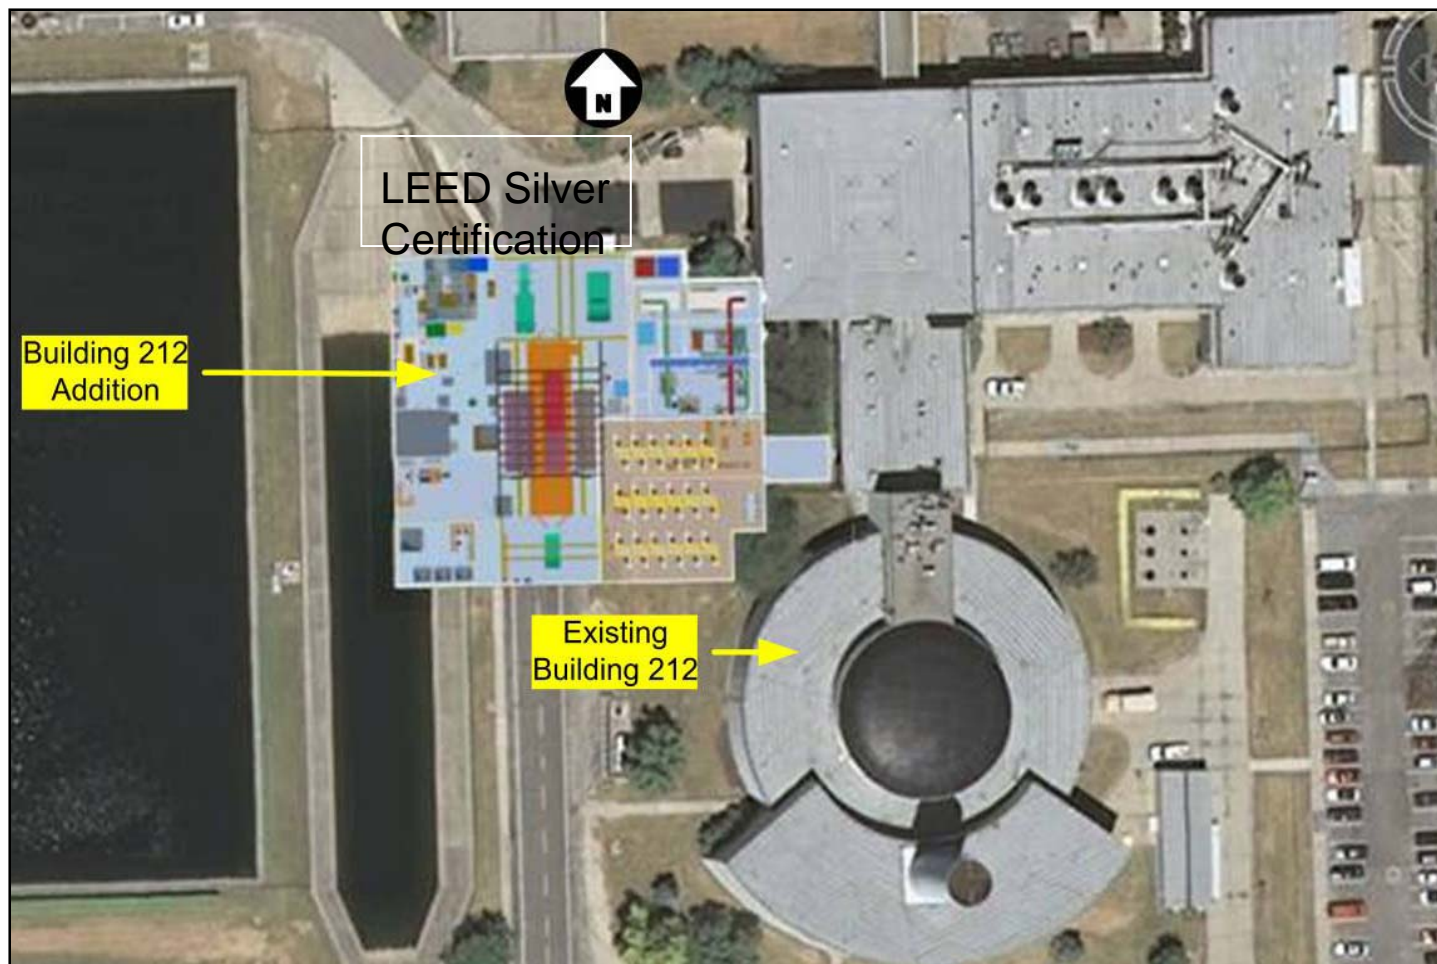 N
LEED Silver
Certification
Building 212
Addition
Existing
Building 212